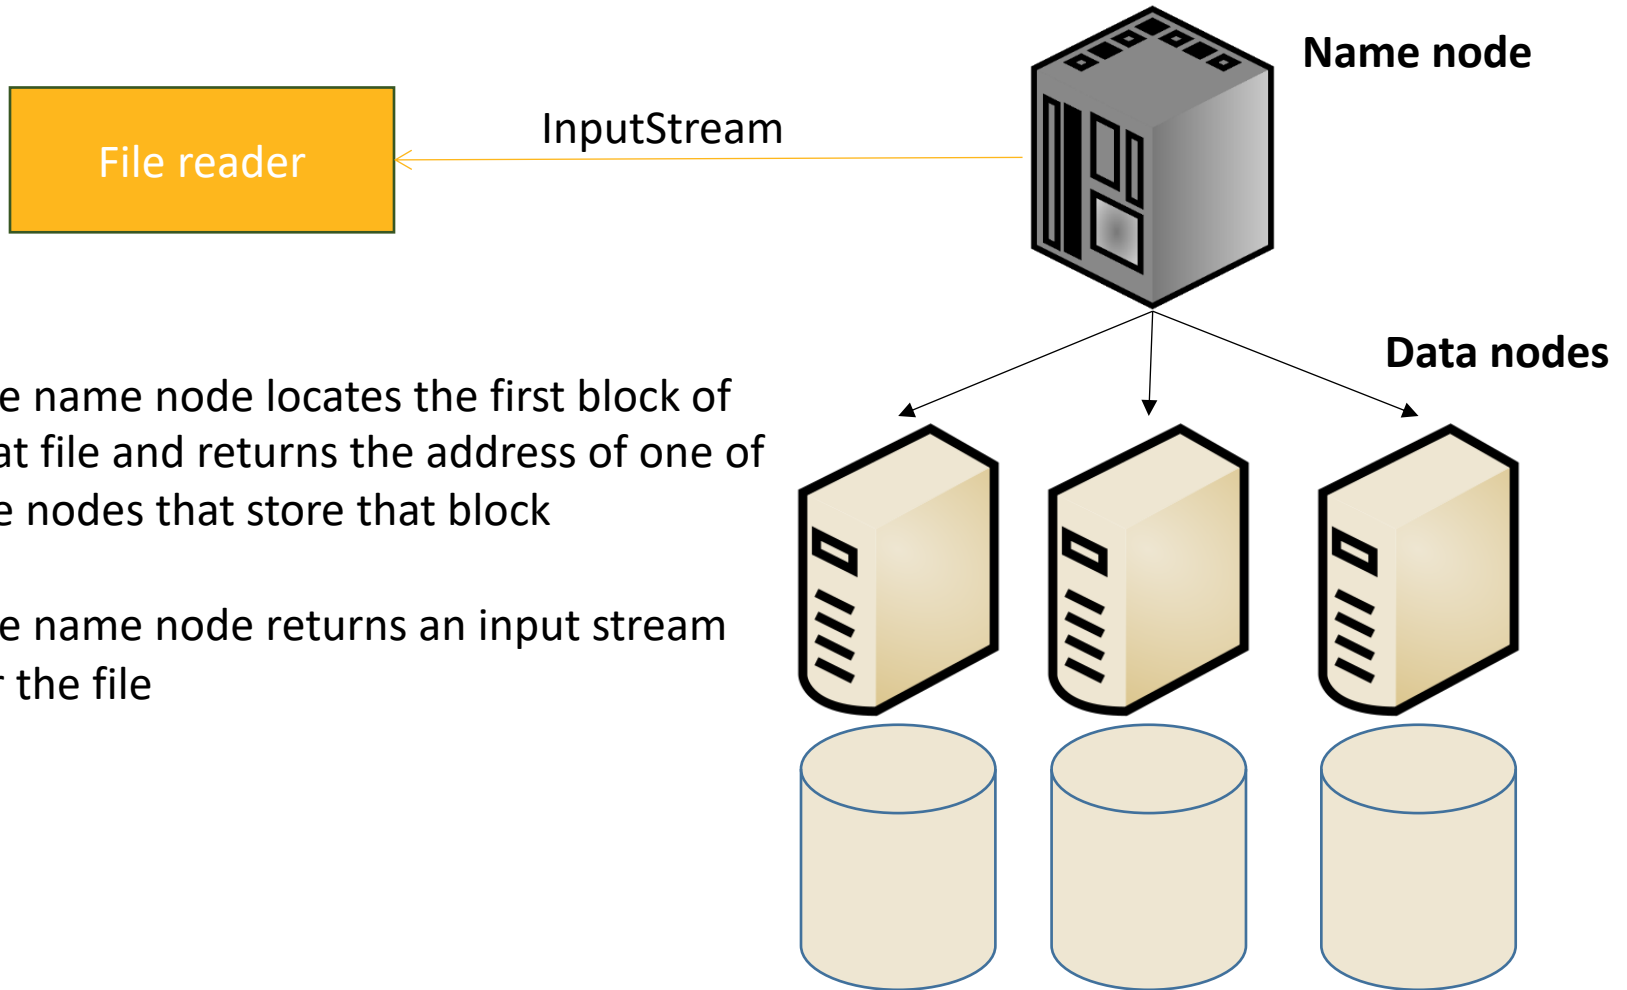 Name node
InputStream
File reader
Data nodes
e name node locates the first block of
at file and returns the address of one of
e nodes that store that block
e name node returns an input stream
r the file